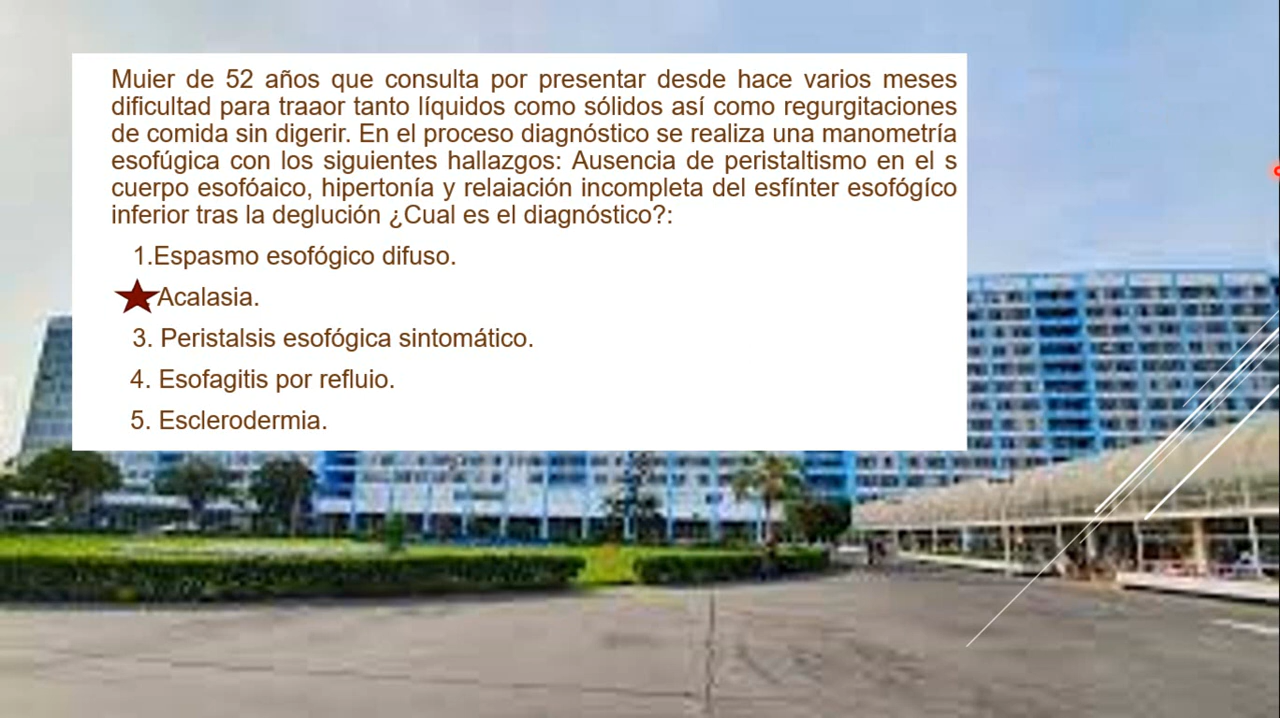 Muier de 52 años que consulta por presentar desde hace varios meses
dificultad para traaor tanto líquidos como sólidos así como regurgitaciones
de comida sin digerir. En el proceso diagnóstico se realiza una manometría
esofúgica con los siguientes hallazgos: Ausencia de peristaltismo en el s
cuerpo esofóaico, hipertonía y relaiación incompleta del esfínter esofógíco
inferior tras la deglución ¿Cual es el diagnóstico?:
1.Espasmo esofógico difuso.
Acalasia.
3. Peristalsis esofógica sintomático.
4. Esofagitis por refluio.
5. Esclerodermia.